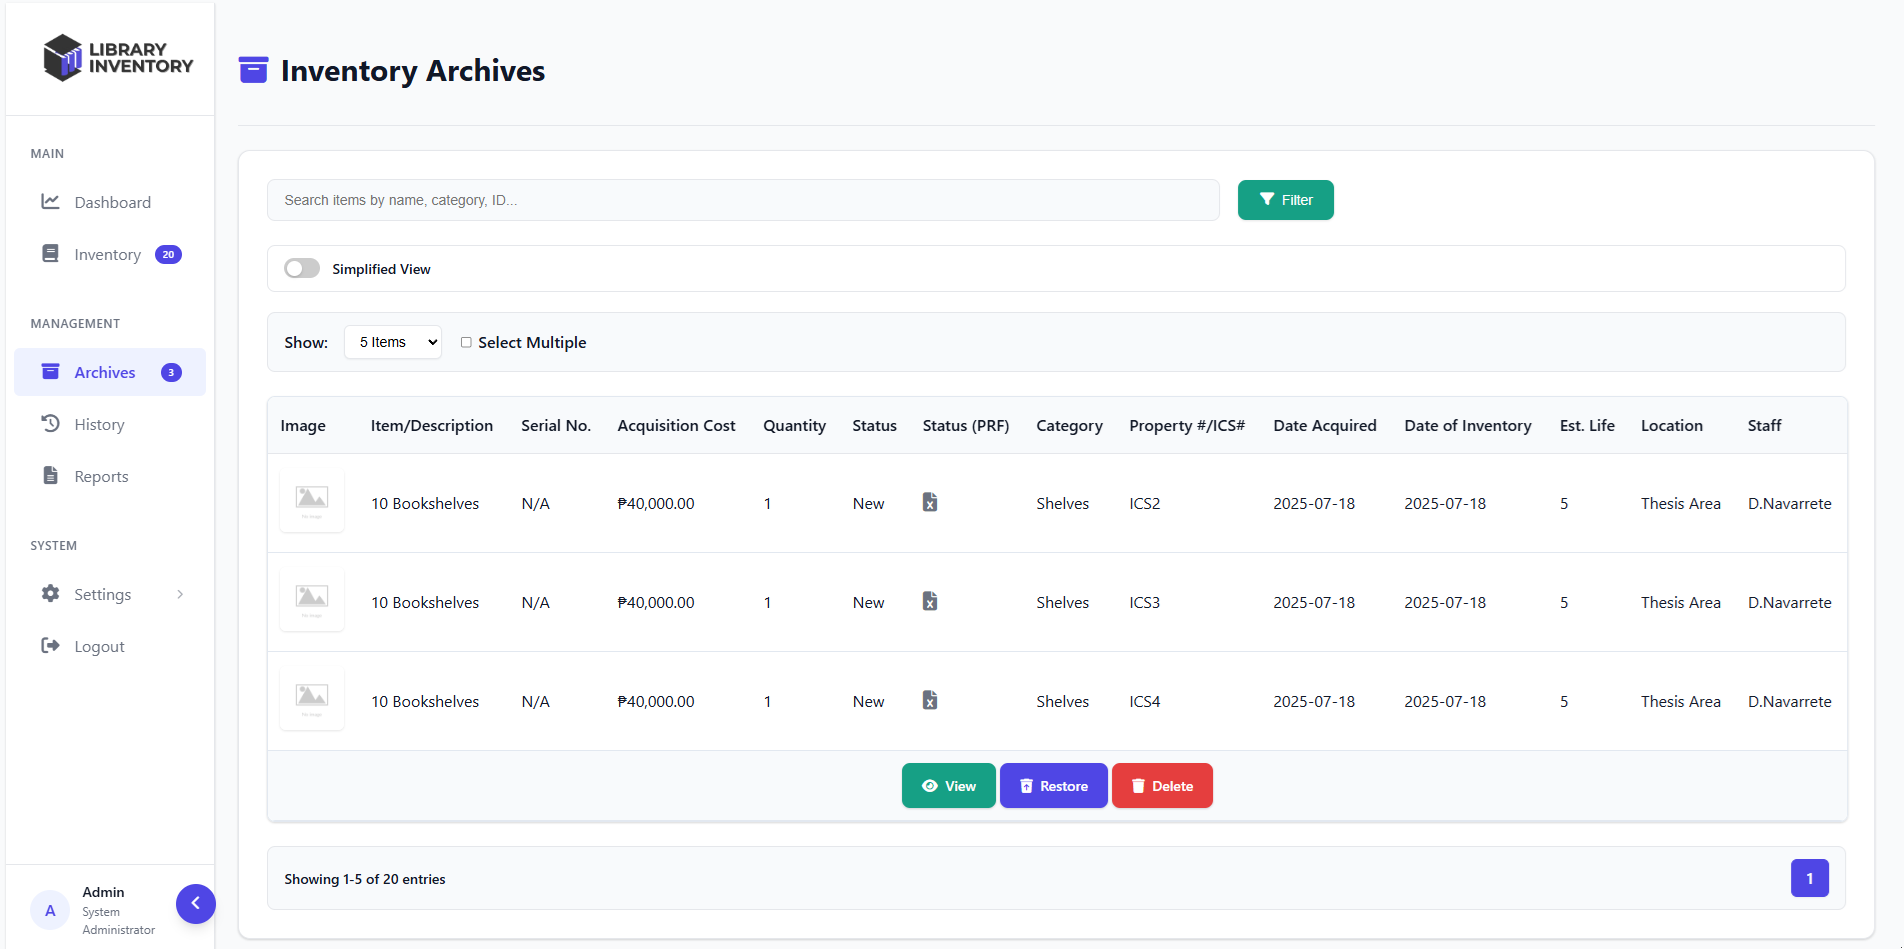 LIBRARY
INVENTORY
MAIN
Dashboard
Inventory 20
MANAGEMENT
Archives 3
History
Reports
SYSTEM
Settings
Logout
A
Admin
System
Administrator
Inventory Archives
Search items by name, category, ID...
Filter
Simplified View
Show: 5 Items Select Multiple
Image Item/Description Serial No. Acquisition Cost Quantity Status Status (PRF) Category Property #/ICS# Date Acquired Date of Inventory Est. Life Location Staff
10 Bookshelves N/A ₱40,000.00 1 New Shelves ICS2 2025-07-18 2025-07-18 5 Thesis Area D.Navarrete
10 Bookshelves N/A ₱40,000.00 1 New Shelves ICS3 2025-07-18 2025-07-18 5 Thesis Area D.Navarrete
10 Bookshelves N/A ₱40,000.00 1 New Shelves ICS4 2025-07-18 2025-07-18 5 Thesis Area D.Navarrete
View Restore Delete
Showing 1-5 of 20 entries 1